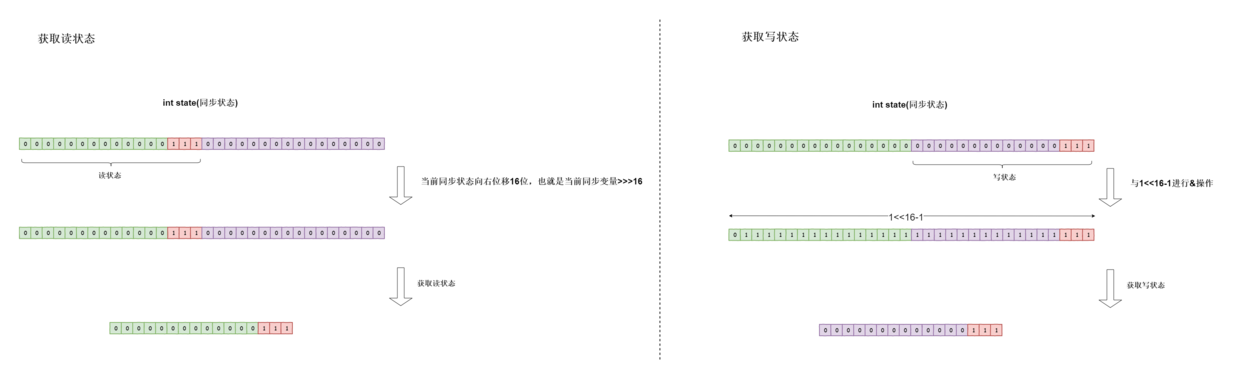 获取读状态
int state(同步状态)
0 0 0 0 0 0 0 0 0 0 0 0 0 1 1 1 0 0 0 0 0 0 0 0 0 0 0 0 0 0 0 0
读状态
当前同步状态向右位移16位，也就是当前同步变量>>>16
0 0 0 0 0 0 0 0 0 0 0 0 0 1 1 1 0 0 0 0 0 0 0 0 0 0 0 0 0 0 0 0
获取读状态
0 0 0 0 0 0 0 0 0 0 0 0 0 1 1 1
获取写状态
int state(同步状态)
0 0 0 0 0 0 0 0 0 0 0 0 0 0 0 0 0 0 0 0 0 0 0 0 0 0 0 0 0 1 1 1
写状态
与1<<16-1进行&操作
1<<16-1
0 1 1 1 1 1 1 1 1 1 1 1 1 1 1 1 1 1 1 1 1 1 1 1 1 1 1 1 1 1 1 1
获取写状态
0 0 0 0 0 0 0 0 0 0 0 0 0 1 1 1